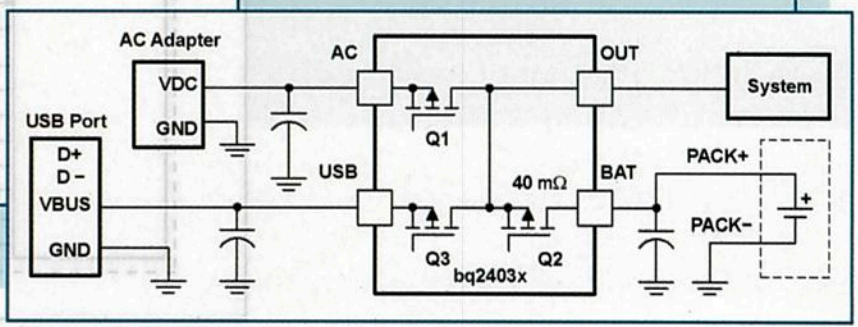 AC Adapter
VDC
GND
USB Port
D+
D−
VBUS
GND
AC
OUT
Q1
System
USB
40 mΩ
BAT
Q3
Q2
bq2403x
PACK+
+
PACK−